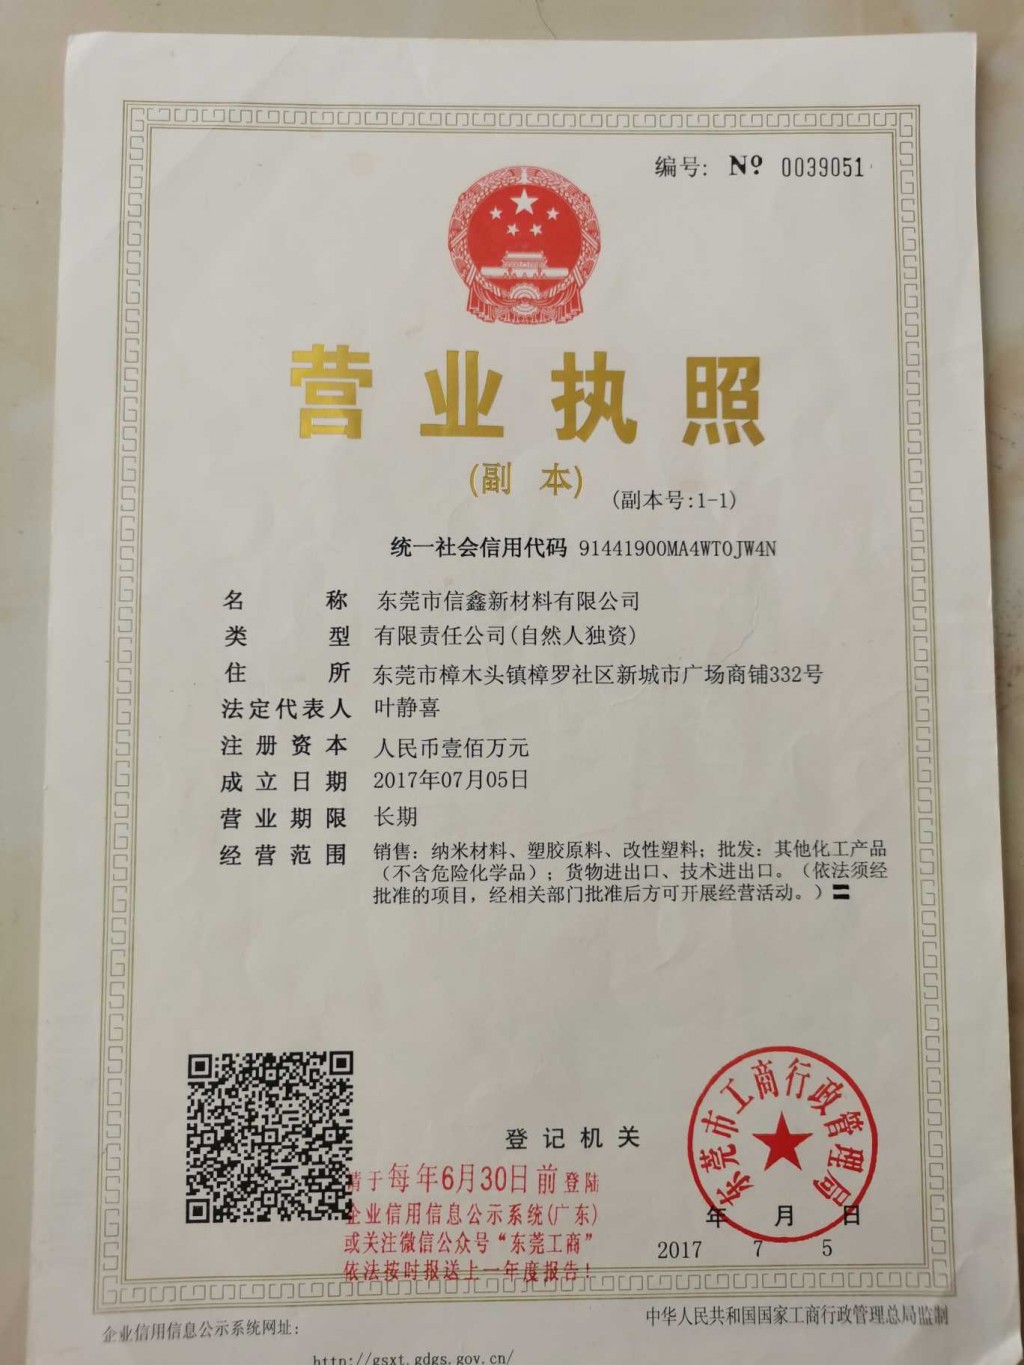 编号: Nº 0039051
营业执照
(副 本)
(副本号:1-1)
统一社会信用代码 91441900MA4WT0JW4N
名 称 东莞市信鑫新材料有限公司
类 型 有限责任公司(自然人独资)
住 所 东莞市樟木头镇樟罗社区新城市广场商铺332号
法定代表人 叶静喜
注册资本 人民币壹佰万元
成立日期 2017年07月05日
营业期限 长期
经营范围 销售：纳米材料、塑胶原料、改性塑料；批发：其他化工产品
（不含危险化学品）；货物进出口、技术进出口。（依法须经
批准的项目，经相关部门批准后方可开展经营活动。）〓
登记机关
东莞市工商行政管理局
请于每年6月30日前登陆
企业信用信息公示系统(广东)
或关注微信公众号“东莞工商”
依法按时报送上一年度报告！
年 月 日
2017 7 5
企业信用信息公示系统网址：
中华人民共和国国家工商行政管理总局监制
http://gsxt.gdgs.gov.cn/